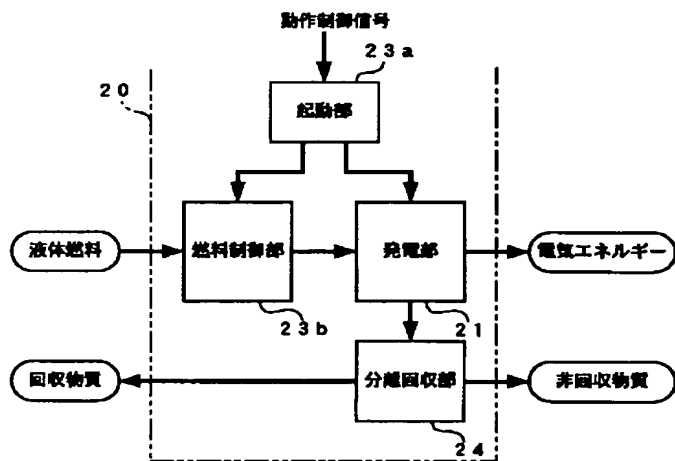 動作制御信号
23a
20
起動部
液体燃料
燃料制御部
発電部
電気エネルギー
23b
21
回収物質
分離回収部
非回収物質
24